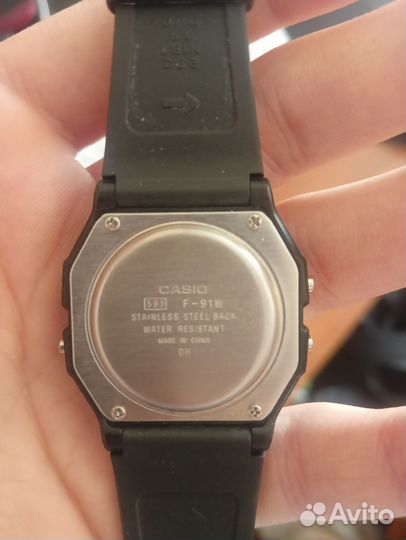 CASIO
593 F-91W
STAINLESS STEEL BACK
WATER RESISTANT
MADE IN CHINA
DH
Avito